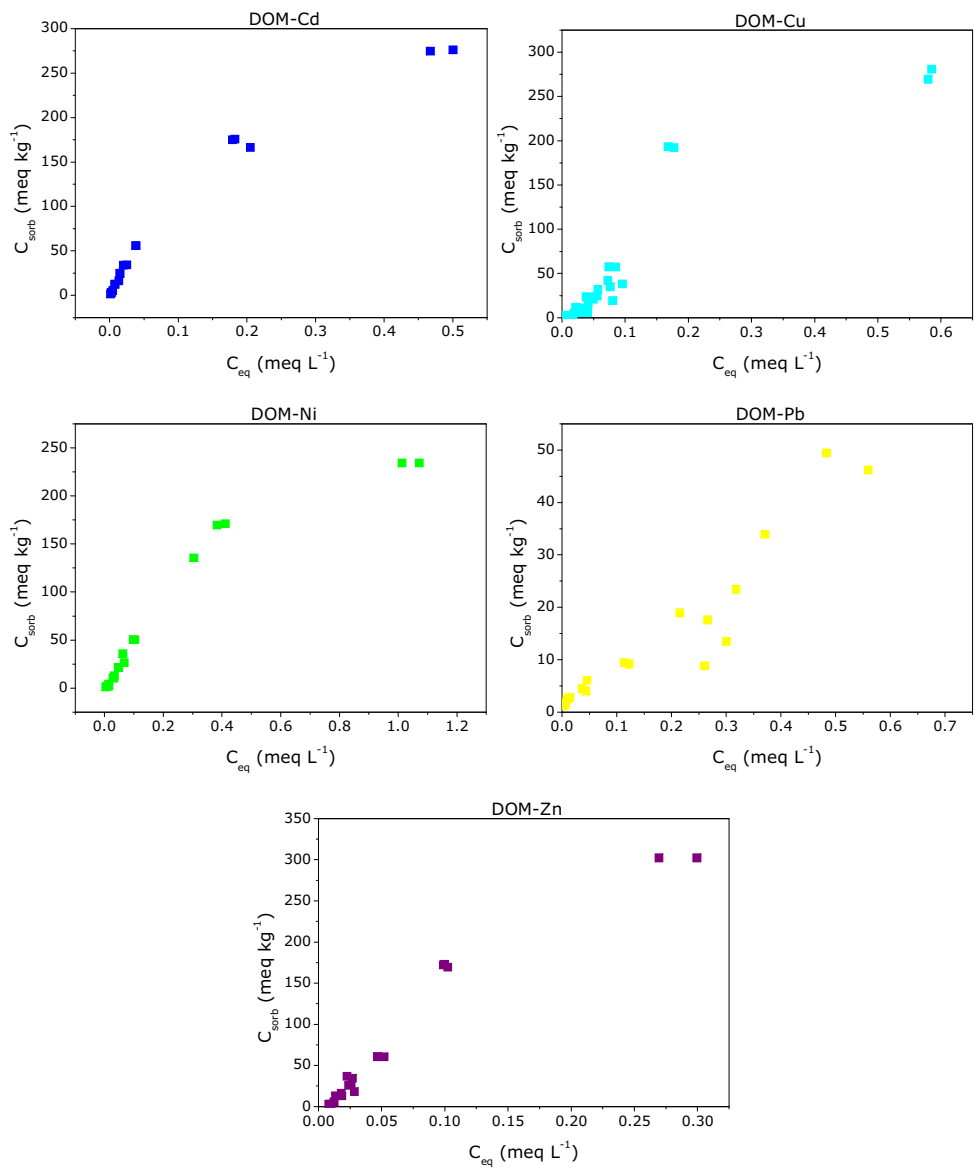 DOM-Cd
300
250
200
150
100
50
0
C_sorb (meq kg^-1)
0.0 0.1 0.2 0.3 0.4 0.5
C_eq (meq L^-1)
DOM-Cu
300
250
200
150
100
50
0
C_sorb (meq kg^-1)
0.0 0.1 0.2 0.3 0.4 0.5 0.6
C_eq (meq L^-1)
DOM-Ni
250
200
150
100
50
0
C_sorb (meq kg^-1)
0.0 0.2 0.4 0.6 0.8 1.0 1.2
C_eq (meq L^-1)
DOM-Pb
50
40
30
20
10
0
C_sorb (meq kg^-1)
0.0 0.1 0.2 0.3 0.4 0.5 0.6 0.7
C_eq (meq L^-1)
DOM-Zn
350
300
250
200
150
100
50
0
C_sorb (meq kg^-1)
0.00 0.05 0.10 0.15 0.20 0.25 0.30
C_eq (meq L^-1)